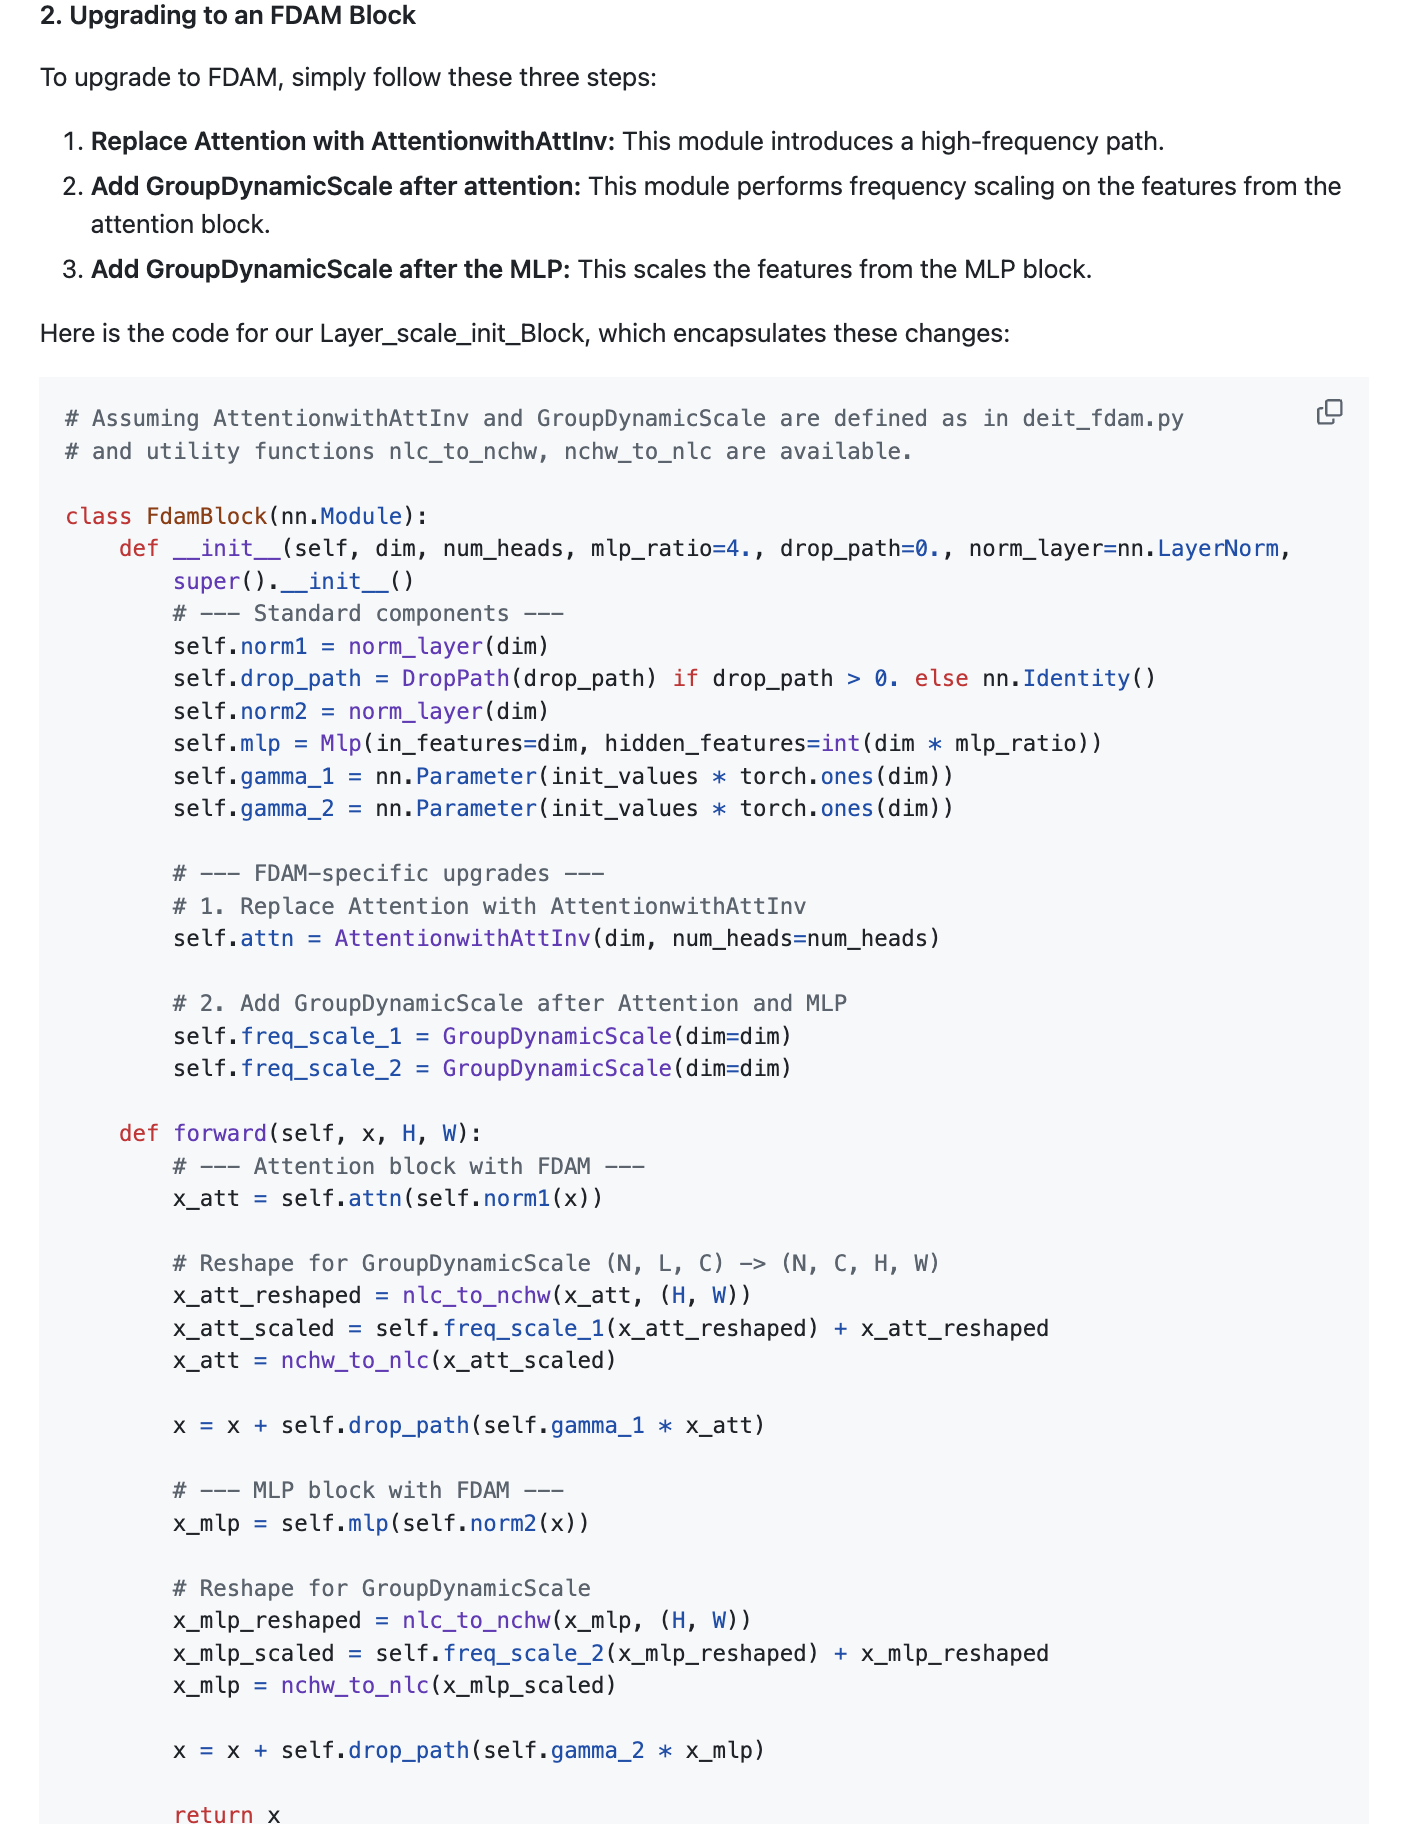 2. Upgrading to an FDAM Block
To upgrade to FDAM, simply follow these three steps:
1. Replace Attention with AttentionwithAttInv: This module introduces a high-frequency path.
2. Add GroupDynamicScale after attention: This module performs frequency scaling on the features from the
attention block.
3. Add GroupDynamicScale after the MLP: This scales the features from the MLP block.
Here is the code for our Layer_scale_init_Block, which encapsulates these changes:
# Assuming AttentionwithAttInv and GroupDynamicScale are defined as in deit_fdam.py
# and utility functions nlc_to_nchw, nchw_to_nlc are available.
class FdamBlock(nn.Module):
    def __init__(self, dim, num_heads, mlp_ratio=4., drop_path=0., norm_layer=nn.LayerNorm,
        super().__init__()
        # --- Standard components ---
        self.norm1 = norm_layer(dim)
        self.drop_path = DropPath(drop_path) if drop_path > 0. else nn.Identity()
        self.norm2 = norm_layer(dim)
        self.mlp = Mlp(in_features=dim, hidden_features=int(dim * mlp_ratio))
        self.gamma_1 = nn.Parameter(init_values * torch.ones(dim))
        self.gamma_2 = nn.Parameter(init_values * torch.ones(dim))
        # --- FDAM-specific upgrades ---
        # 1. Replace Attention with AttentionwithAttInv
        self.attn = AttentionwithAttInv(dim, num_heads=num_heads)
        # 2. Add GroupDynamicScale after Attention and MLP
        self.freq_scale_1 = GroupDynamicScale(dim=dim)
        self.freq_scale_2 = GroupDynamicScale(dim=dim)
    def forward(self, x, H, W):
        # --- Attention block with FDAM ---
        x_att = self.attn(self.norm1(x))
        # Reshape for GroupDynamicScale (N, L, C) -> (N, C, H, W)
        x_att_reshaped = nlc_to_nchw(x_att, (H, W))
        x_att_scaled = self.freq_scale_1(x_att_reshaped) + x_att_reshaped
        x_att = nchw_to_nlc(x_att_scaled)
        x = x + self.drop_path(self.gamma_1 * x_att)
        # --- MLP block with FDAM ---
        x_mlp = self.mlp(self.norm2(x))
        # Reshape for GroupDynamicScale
        x_mlp_reshaped = nlc_to_nchw(x_mlp, (H, W))
        x_mlp_scaled = self.freq_scale_2(x_mlp_reshaped) + x_mlp_reshaped
        x_mlp = nchw_to_nlc(x_mlp_scaled)
        x = x + self.drop_path(self.gamma_2 * x_mlp)
        return x